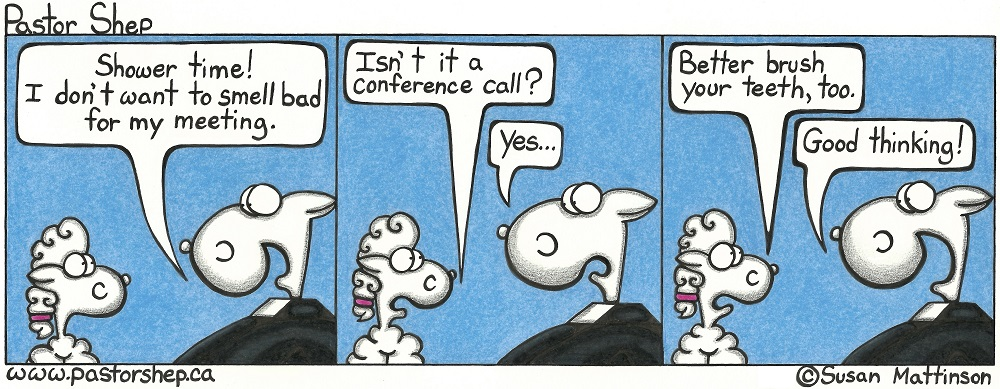 Pastor Shep
Shower time!
I don't want to smell bad
for my meeting.
Isn't it a
conference call?
Yes...
Better brush
your teeth, too.
Good thinking!
www.pastorshep.ca
©Susan Mattinson